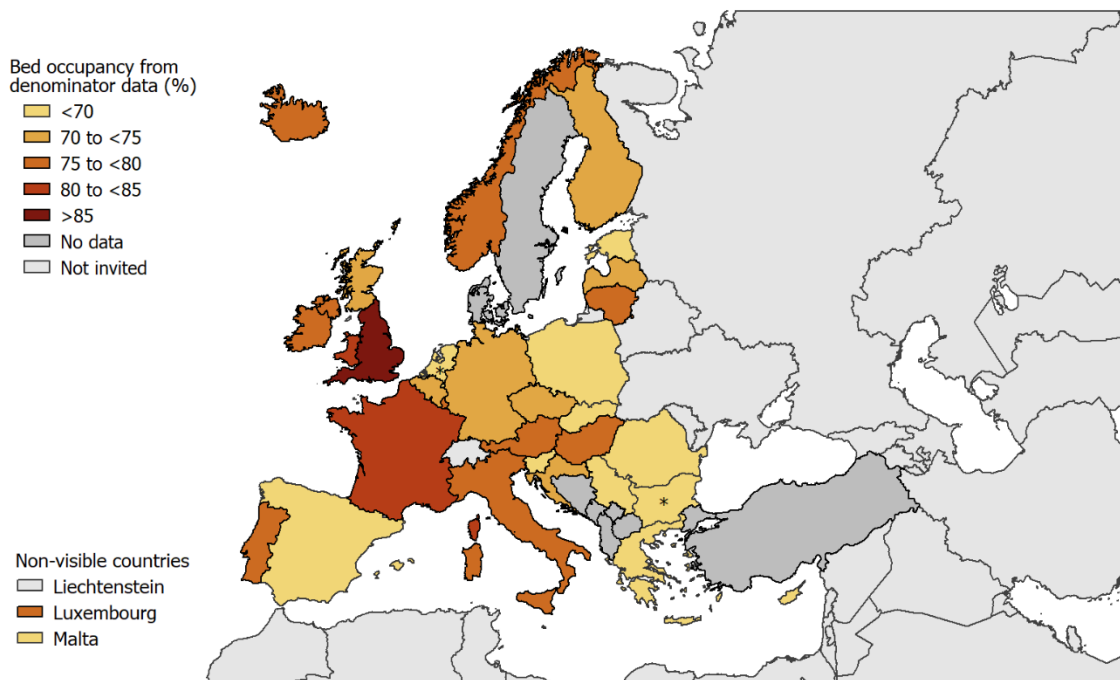 Bed occupancy from
denominator data (%)
<70
70 to <75
75 to <80
80 to <85
>85
No data
Not invited
*
*
Non-visible countries
Liechtenstein
Luxembourg
Malta